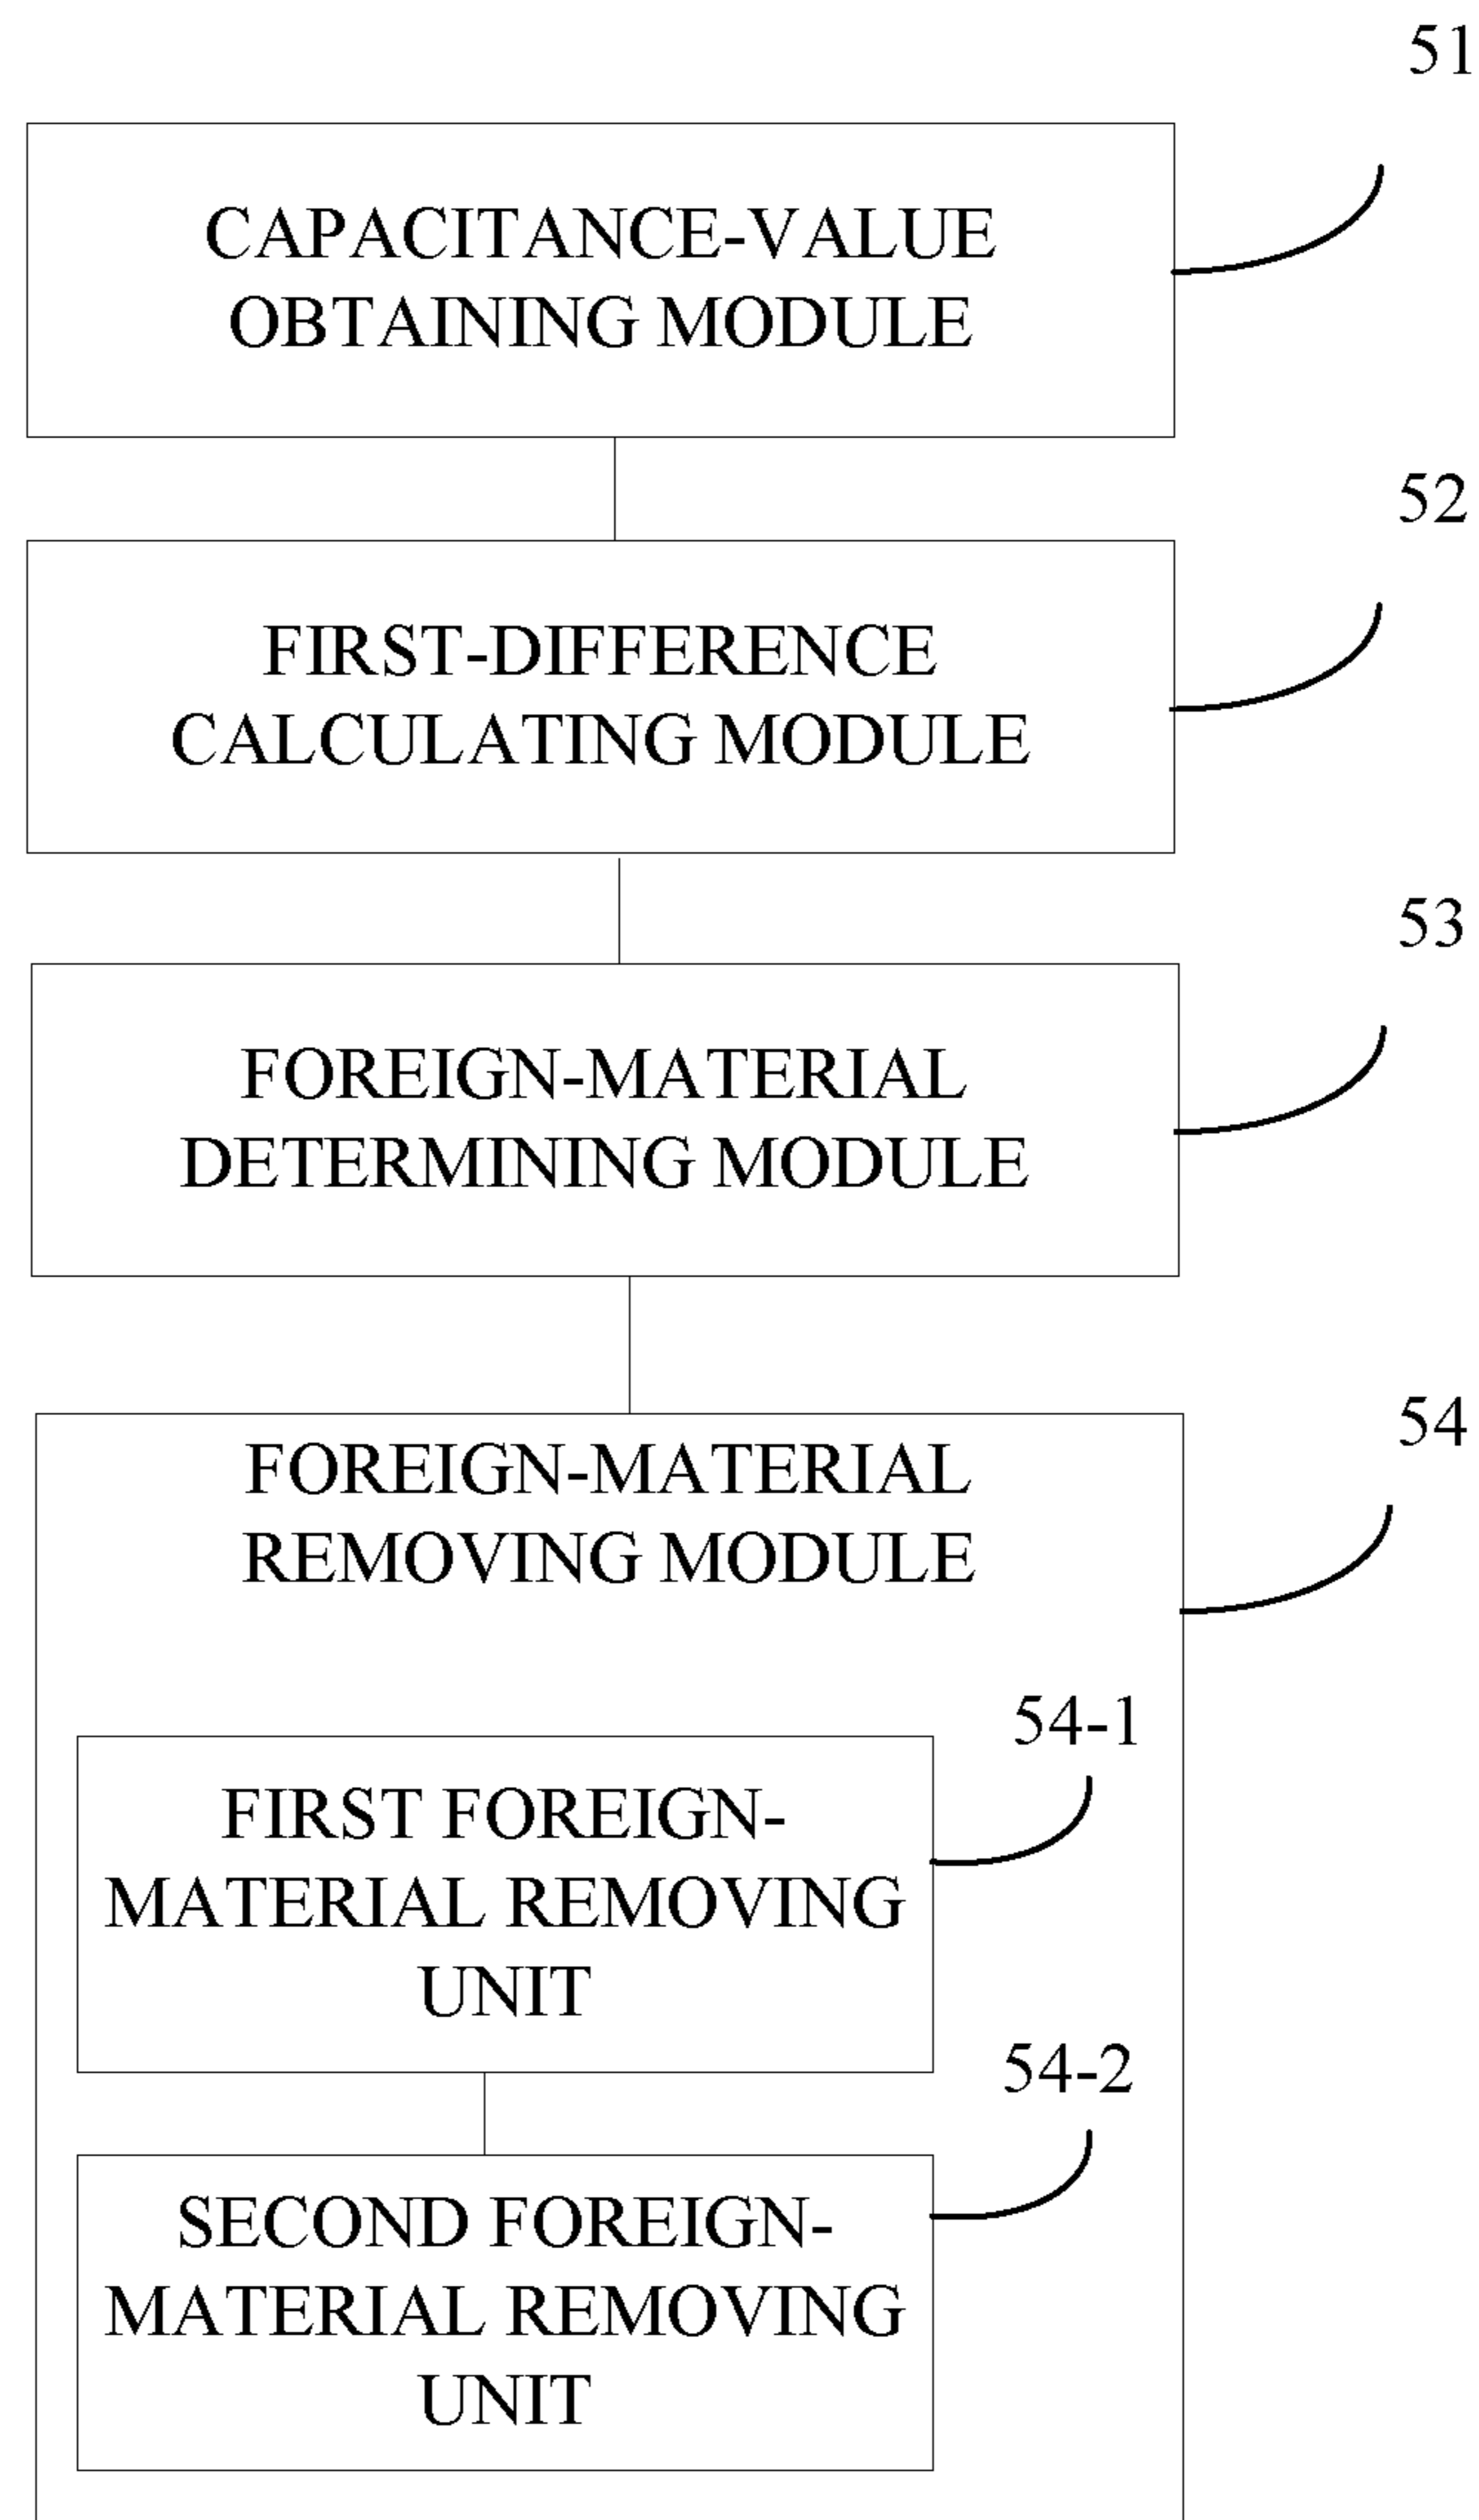 51
CAPACITANCE-VALUE
OBTAINING MODULE
52
FIRST-DIFFERENCE
CALCULATING MODULE
53
FOREIGN-MATERIAL
DETERMINING MODULE
54
FOREIGN-MATERIAL
REMOVING MODULE
54-1
FIRST FOREIGN-
MATERIAL REMOVING
UNIT
54-2
SECOND FOREIGN-
MATERIAL REMOVING
UNIT